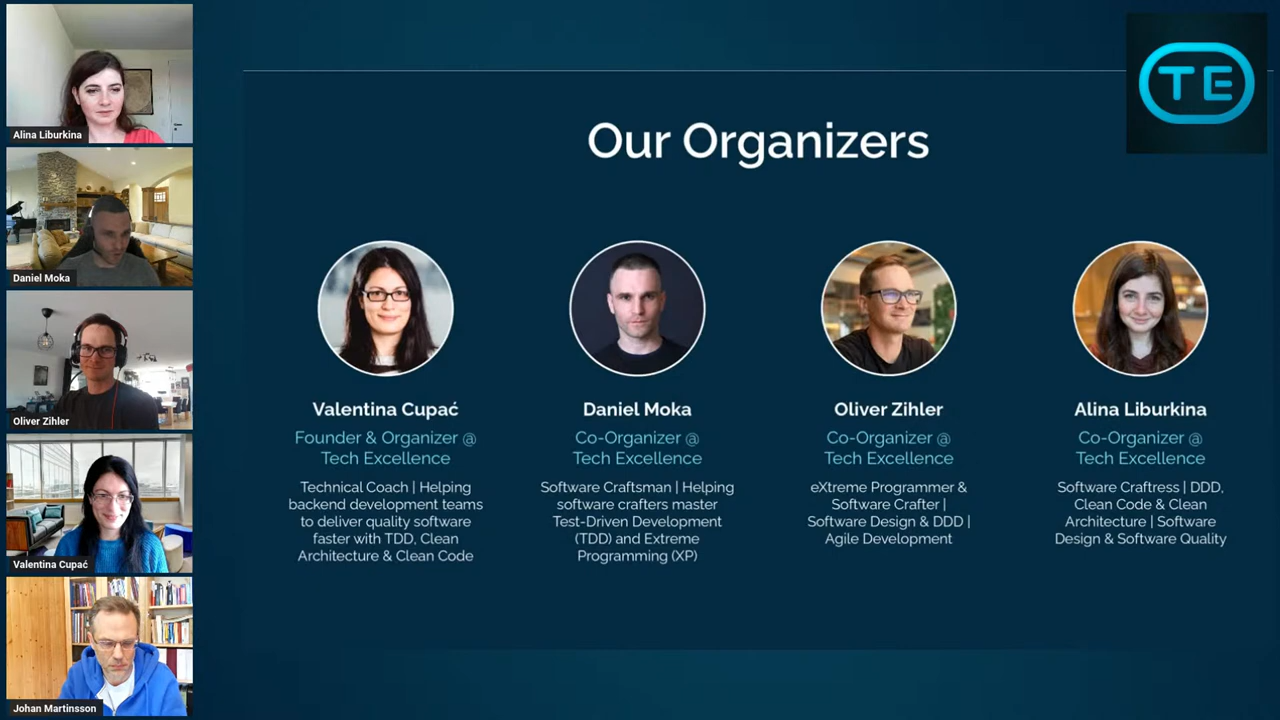 Alina Liburkina
Daniel Moka
Oliver Zihler
Valentina Cupać
Johan Martinsson
TE
Our Organizers
Valentina Cupać
Founder & Organizer @
Tech Excellence
Technical Coach | Helping
backend development teams
to deliver quality software
faster with TDD, Clean
Architecture & Clean Code
Daniel Moka
Co-Organizer @
Tech Excellence
Software Craftsman | Helping
software crafters master
Test-Driven Development
(TDD) and Extreme
Programming (XP)
Oliver Zihler
Co-Organizer @
Tech Excellence
eXtreme Programmer &
Software Crafter |
Software Design & DDD |
Agile Development
Alina Liburkina
Co-Organizer @
Tech Excellence
Software Craftress | DDD,
Clean Code & Clean
Architecture | Software
Design & Software Quality